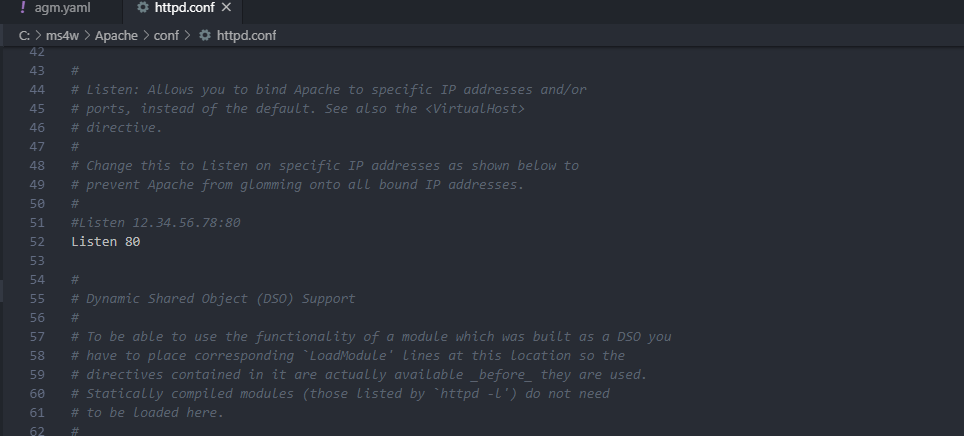 ! agm.yaml httpd.conf ×
C: > ms4w > Apache > conf > httpd.conf
42
43 #
44 # Listen: Allows you to bind Apache to specific IP addresses and/or
45 # ports, instead of the default. See also the <VirtualHost>
46 # directive.
47 #
48 # Change this to Listen on specific IP addresses as shown below to
49 # prevent Apache from glomming onto all bound IP addresses.
50 #
51 #Listen 12.34.56.78:80
52 Listen 80
53
54 #
55 # Dynamic Shared Object (DSO) Support
56 #
57 # To be able to use the functionality of a module which was built as a DSO you
58 # have to place corresponding `LoadModule' lines at this location so the
59 # directives contained in it are actually available _before_ they are used.
60 # Statically compiled modules (those listed by `httpd -l') do not need
61 # to be loaded here.
62 #